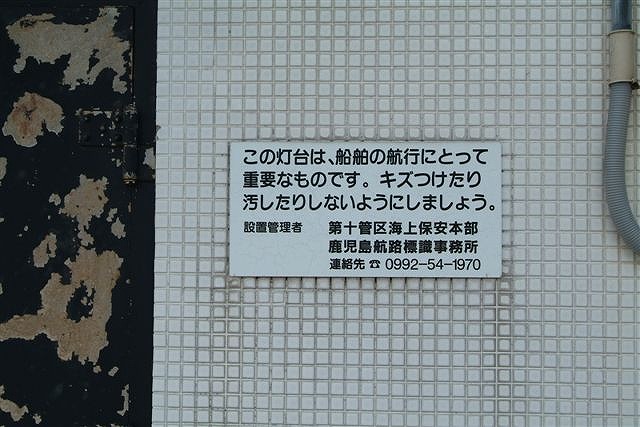 この灯台は、船舶の航行にとって
重要なものです。キズつけたり
汚したりしないようにしましょう。
設置管理者 第十管区海上保安本部
鹿児島航路標識事務所
連絡先 ☎ 0992-54-1970